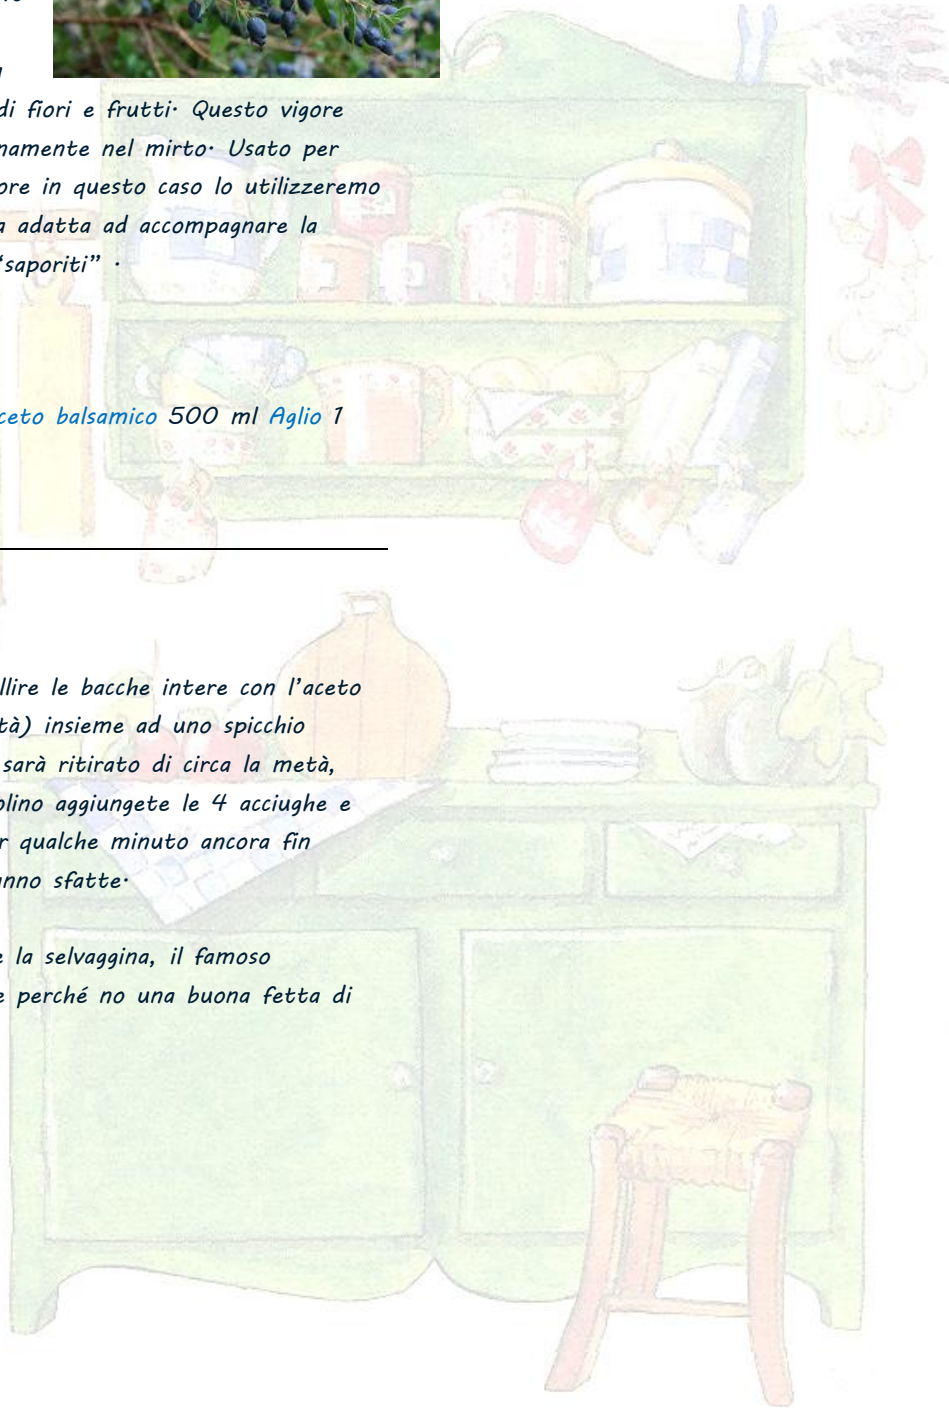 di fiori e frutti. Questo vigore
namente nel mirto. Usato per
ore in questo caso lo utilizzeremo
a adatta ad accompagnare la
“saporiti” .
ceto balsamico 500 ml Aglio 1
llire le bacche intere con l’aceto
tà) insieme ad uno spicchio
sarà ritirato di circa la metà,
olino aggiungete le 4 acciughe e
r qualche minuto ancora fin
nno sfatte.
e la selvaggina, il famoso
e perché no una buona fetta di